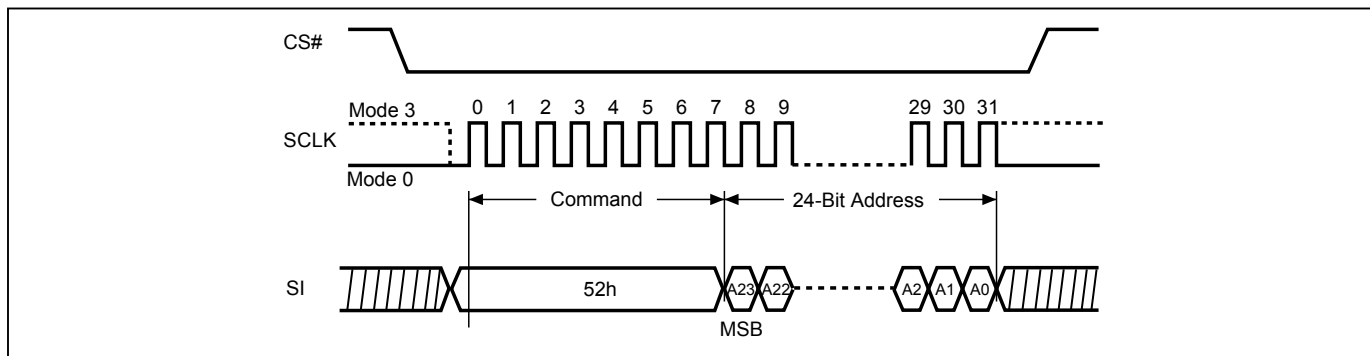 CS#
Mode 3
0 1 2 3 4 5 6 7 8 9 29 30 31
SCLK
Mode 0
Command 24-Bit Address
SI 52h A23 A22 A2 A1 A0
MSB